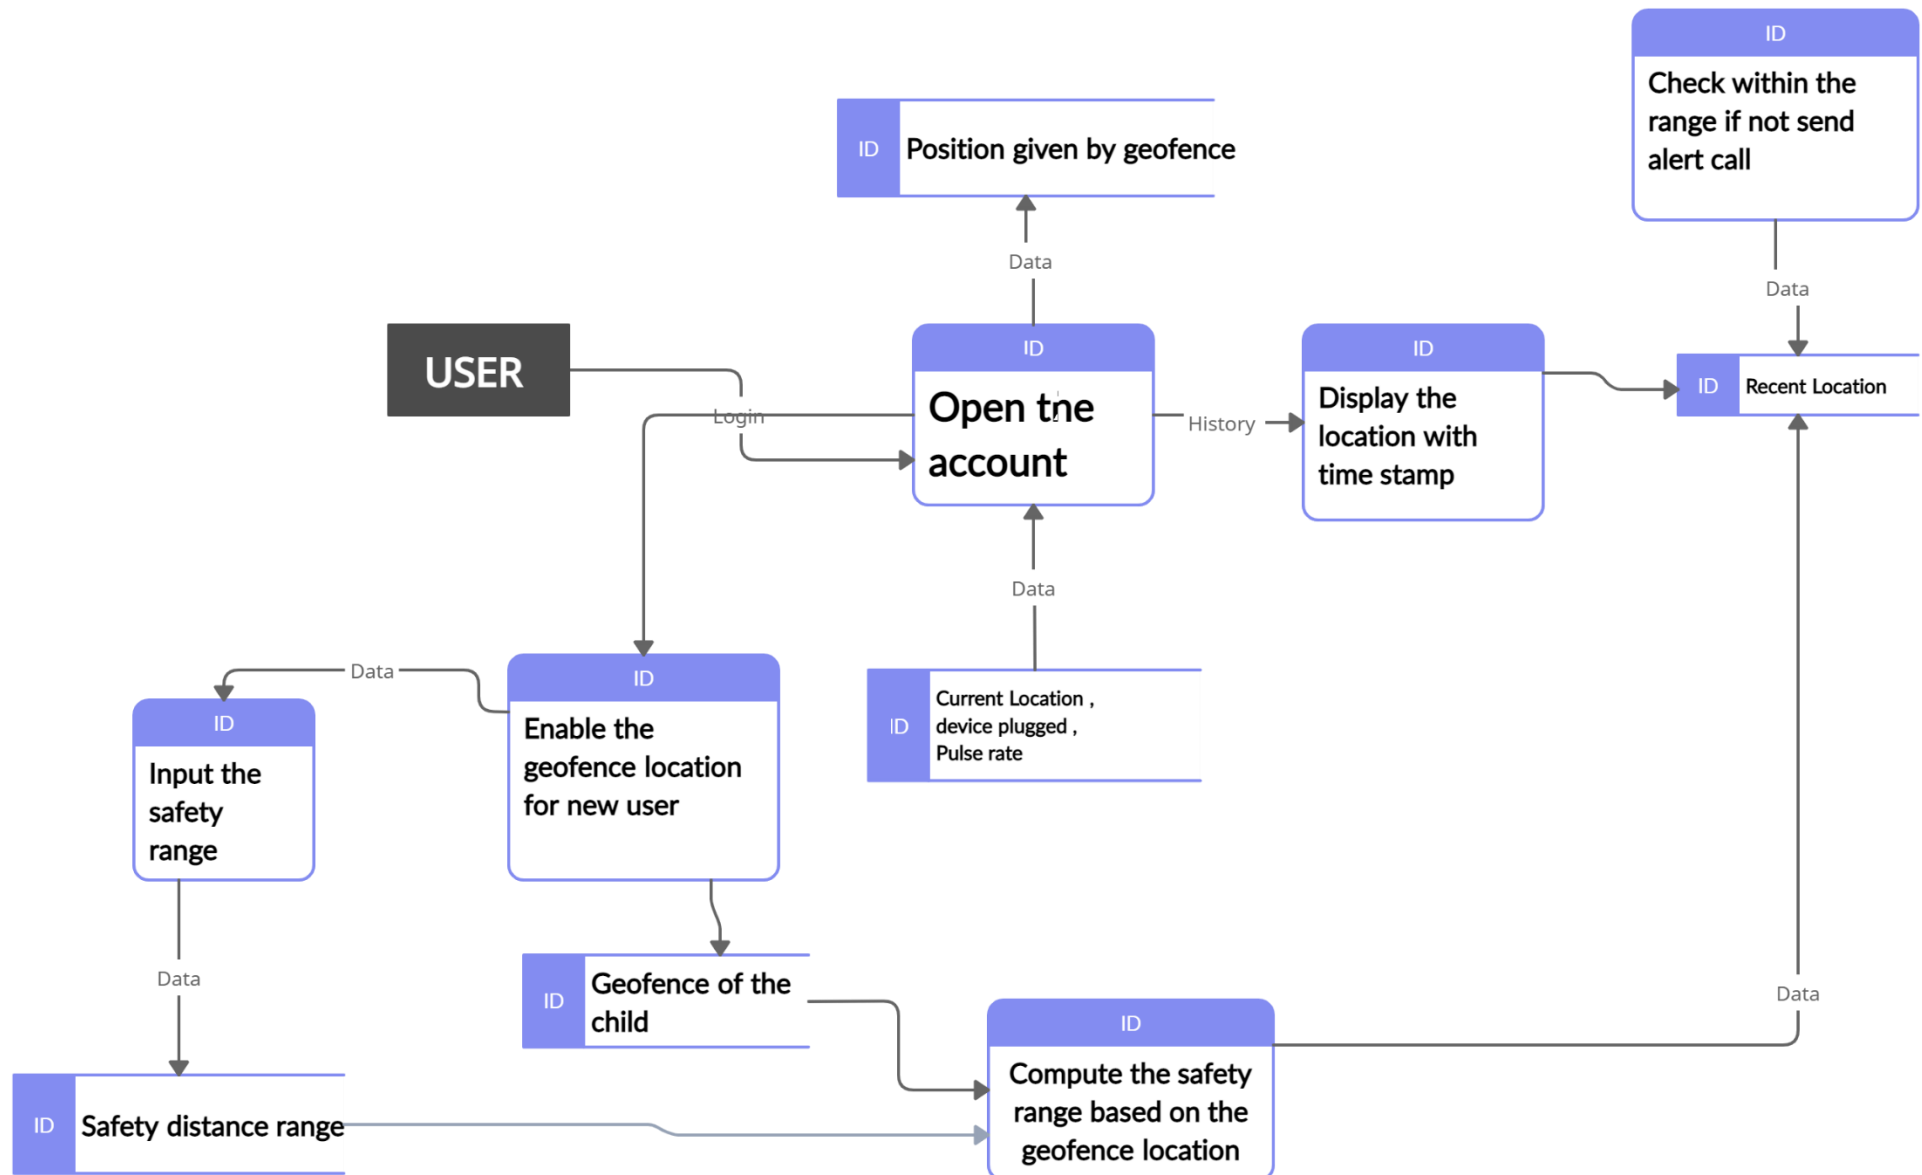 ID
Check within the
range if not send
alert call
ID
Position given by geofence
Data
Data
USER
Login
ID
Open the
account
History
ID
Display the
location with
time stamp
ID
Recent Location
Data
Data
ID
Input the
safety
range
ID
Enable the
geofence location
for new user
ID
Current Location ,
device plugged ,
Pulse rate
Data
ID
Geofence of the
child
Data
ID
Compute the safety
range based on the
geofence location
ID
Safety distance range